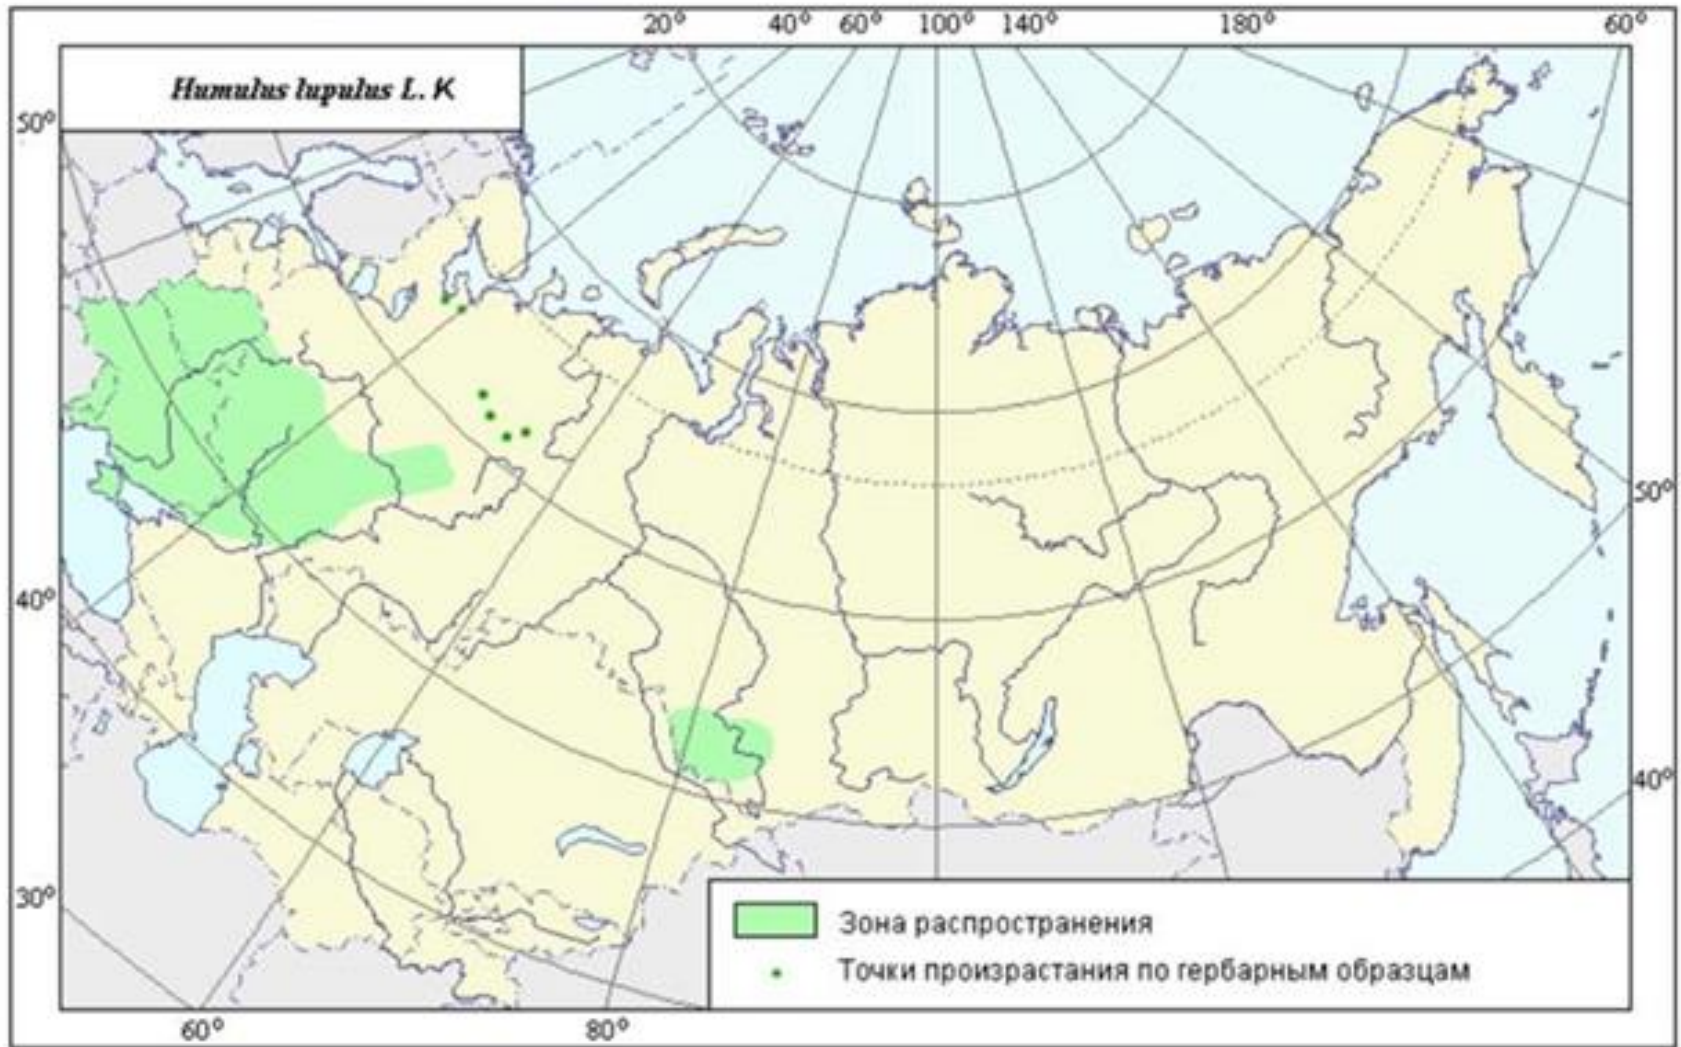 20° 40° 60° 100° 140° 180° 60°
Humulus lupulus L. K
50°
50°
40°
40°
30°
Зона распространения
Точки произрастания по гербарным образцам
60° 80°